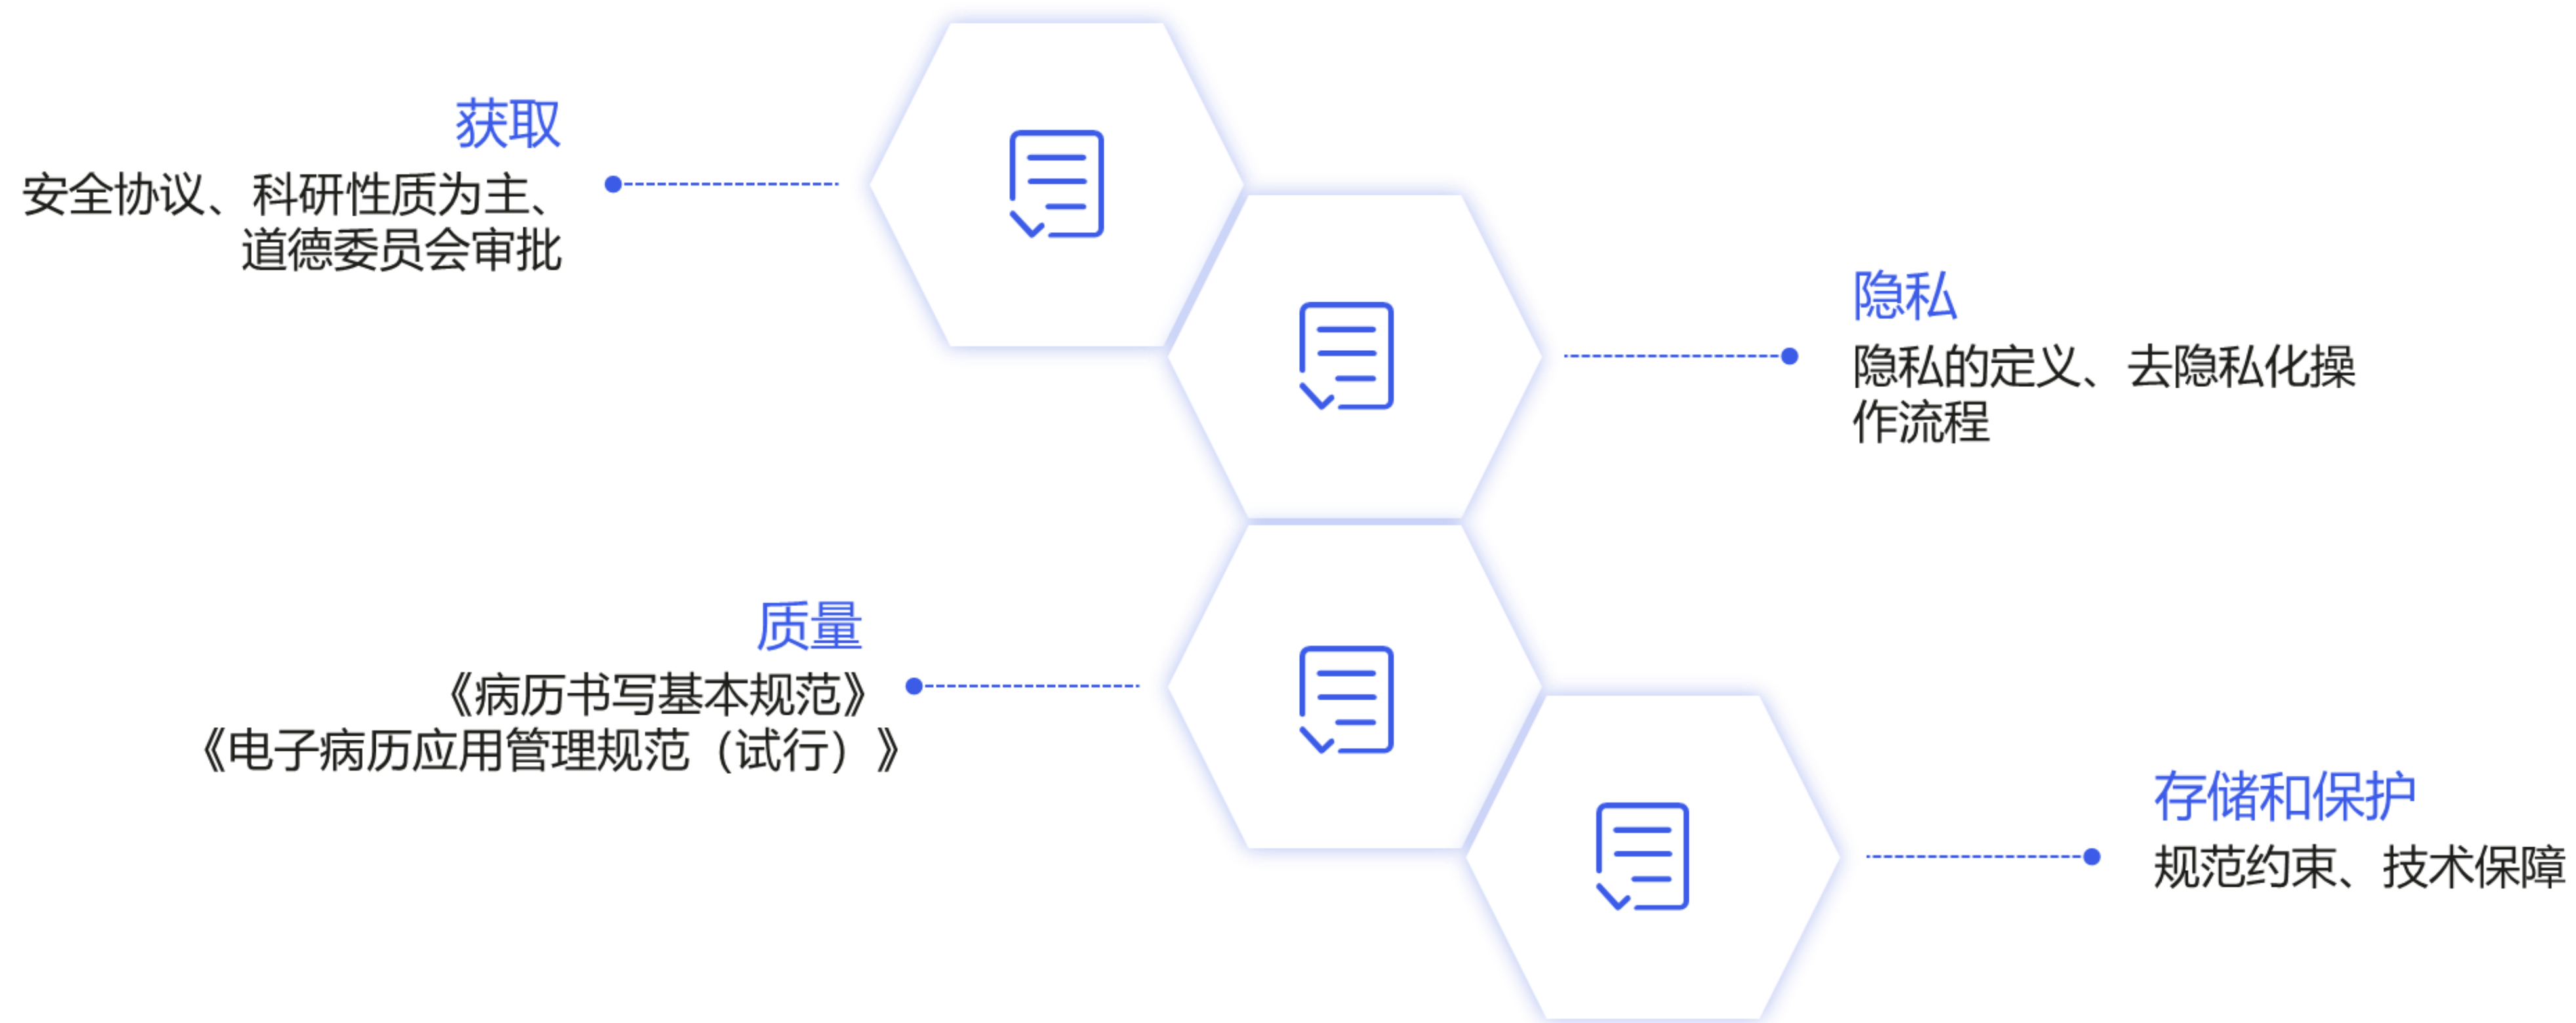 获取
安全协议、科研性质为主、
道德委员会审批
隐私
隐私的定义、去隐私化操
作流程
质量
《病历书写基本规范》
《电子病历应用管理规范（试行）》
存储和保护
规范约束、技术保障